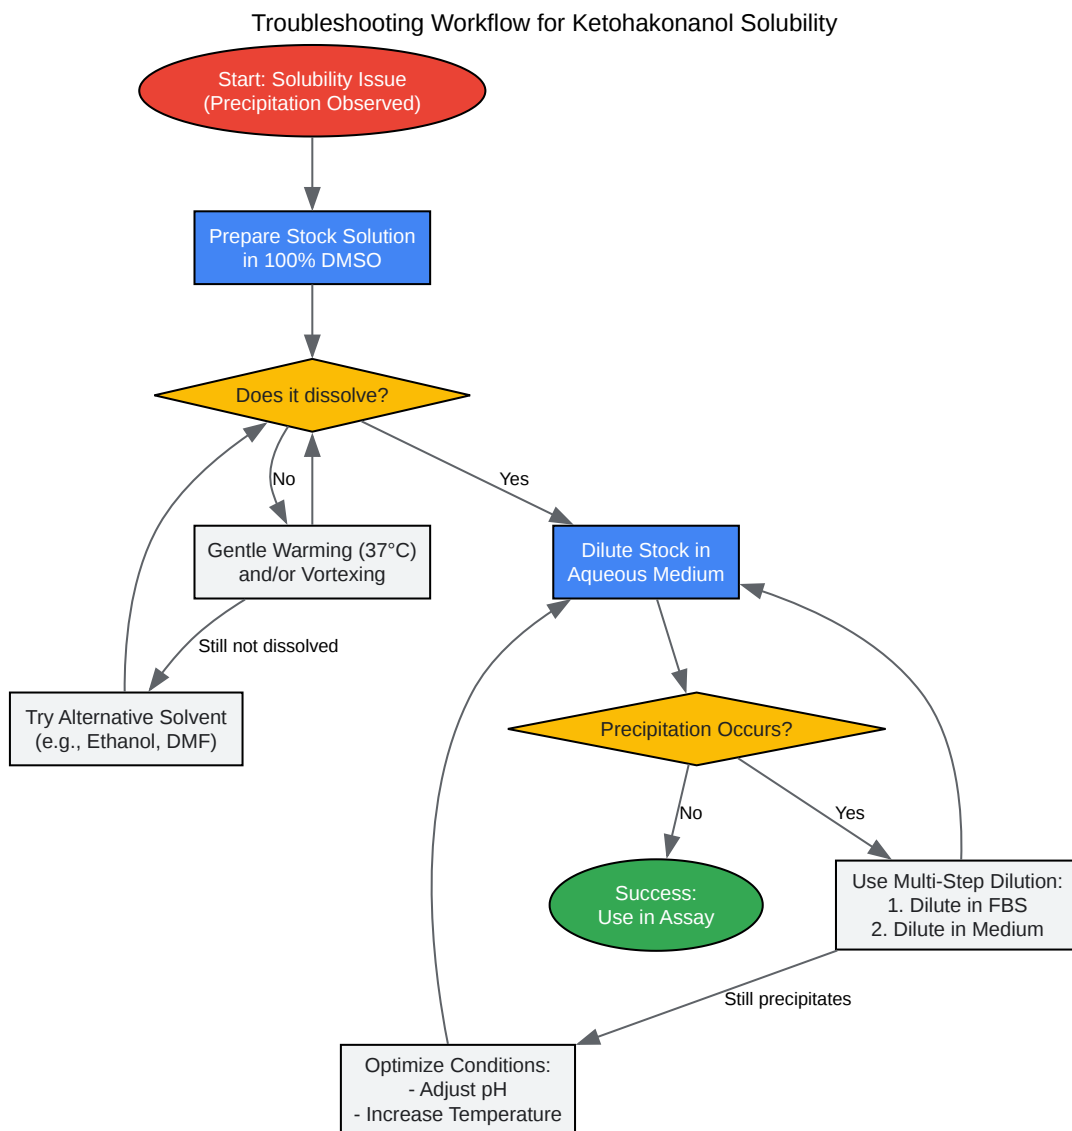 Troubleshooting Workflow for Ketohakonanol Solubility
Start: Solubility Issue
(Precipitation Observed)
Prepare Stock Solution
in 100% DMSO
Does it dissolve?
No
Yes
Gentle Warming (37°C)
and/or Vortexing
Dilute Stock in
Aqueous Medium
Still not dissolved
Try Alternative Solvent
(e.g., Ethanol, DMF)
Precipitation Occurs?
No
Yes
Success:
Use in Assay
Use Multi-Step Dilution:
1. Dilute in FBS
2. Dilute in Medium
Still precipitates
Optimize Conditions:
- Adjust pH
- Increase Temperature